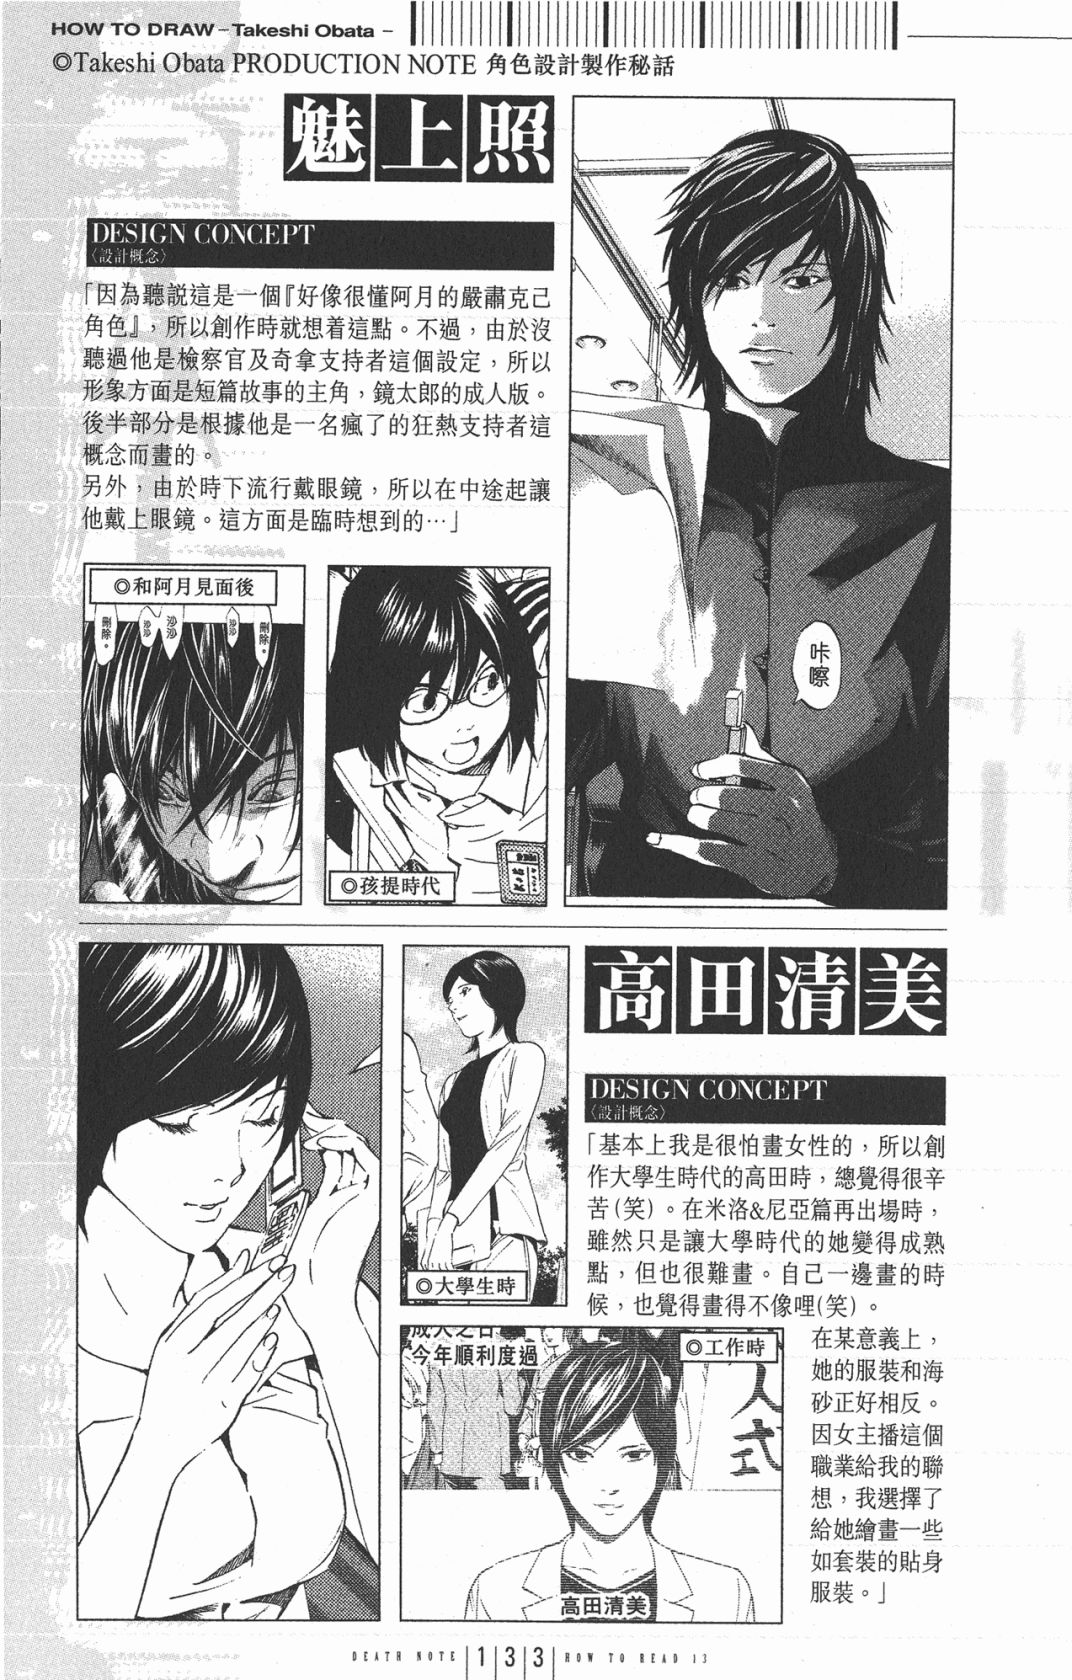 HOW TO DRAW –Takeshi Obata –
◎Takeshi Obata PRODUCTION NOTE 角色設計製作秘話
魅上照
DESIGN CONCEPT
〈設計概念〉
「因為聽説這是一個『好像很懂阿月的嚴肅克己
角色』，所以創作時就想着這點。不過，由於沒
聽過他是檢察官及奇拿支持者這個設定，所以
形象方面是短篇故事的主角，鏡太郎的成人版。
後半部分是根據他是一名瘋了的狂熱支持者這
概念而畫的。
另外，由於時下流行戴眼鏡，所以在中途起讓
他戴上眼鏡。這方面是臨時想到的…」
◎和阿月見面後
刪除。
沙沙
沙沙
沙沙
刪除。
◎孩提時代
咔嚓
高田清美
DESIGN CONCEPT
〈設計概念〉
「基本上我是很怕畫女性的，所以創
作大學生時代的高田時，總覺得很辛
苦(笑)。在米洛&尼亞篇再出場時，
雖然只是讓大學時代的她變得成熟
點，但也很難畫。自己一邊畫的時
候，也覺得畫得不像哩(笑)。
在某意義上，
她的服裝和海
砂正好相反。
因女主播這個
職業給我的聯
想，我選擇了
給她繪畫一些
如套裝的貼身
服裝。」
◎大學生時
◎工作時
成人之日
今年順利度過
人式
高田清美
DEATH NOTE 133 HOW TO READ 13